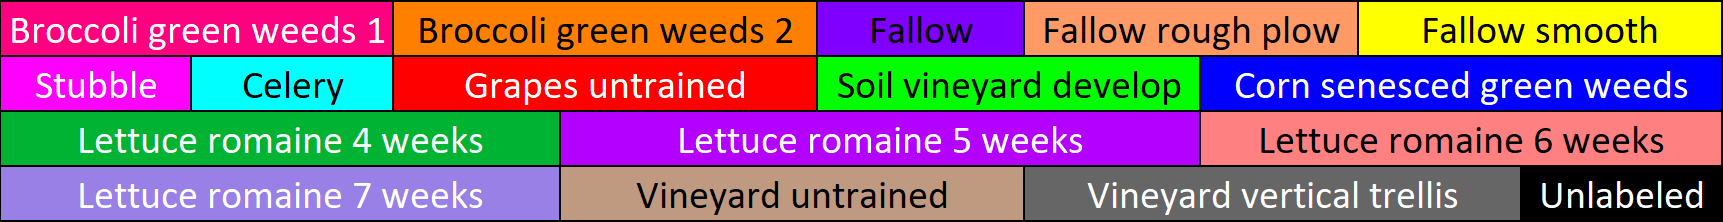 Broccoli green weeds 1 Broccoli green weeds 2 Fallow Fallow rough plow Fallow smooth
Stubble Celery Grapes untrained Soil vineyard develop Corn senesced green weeds
Lettuce romaine 4 weeks Lettuce romaine 5 weeks Lettuce romaine 6 weeks
Lettuce romaine 7 weeks Vineyard untrained Vineyard vertical trellis Unlabeled